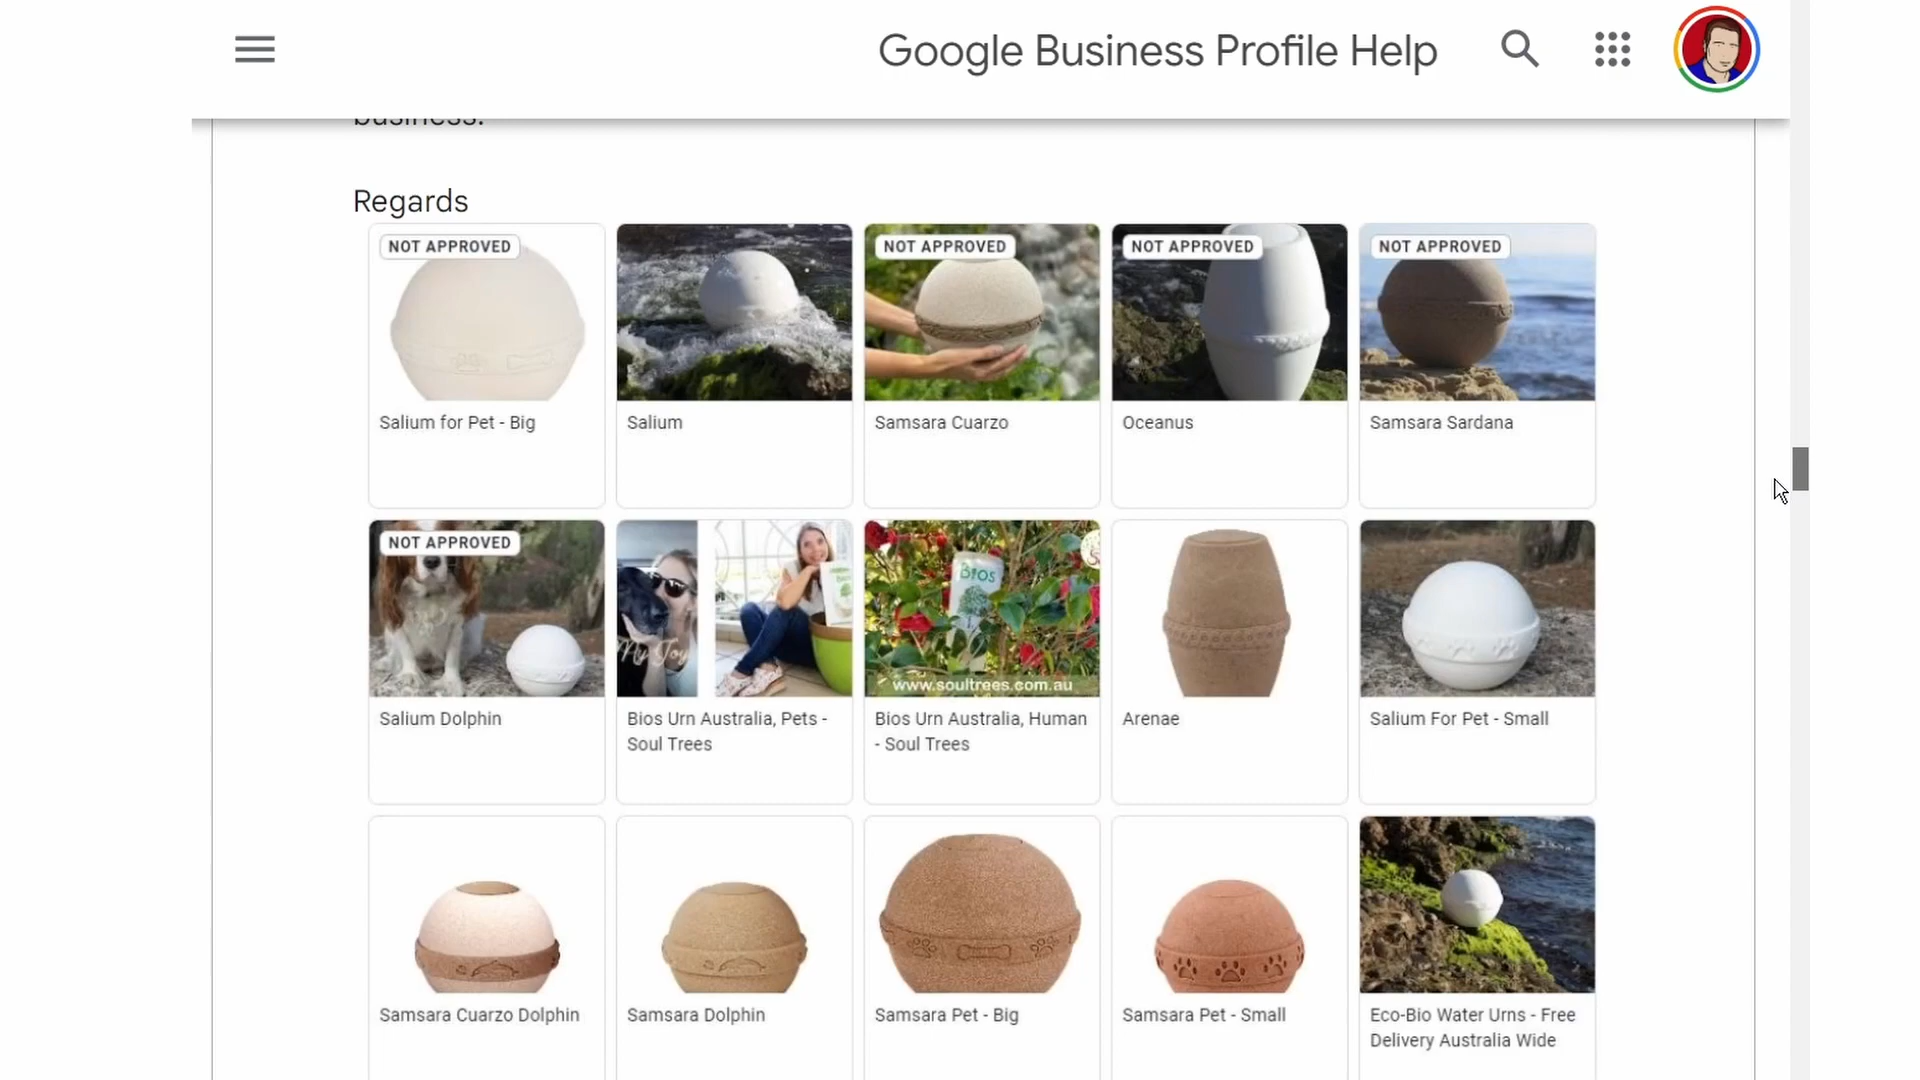 Google Business Profile Help
business.
Regards
NOT APPROVED
Salium for Pet - Big
Salium
NOT APPROVED
Samsara Cuarzo
NOT APPROVED
Oceanus
NOT APPROVED
Samsara Sardana
NOT APPROVED
Salium Dolphin
My Joy
Bios Urn Australia, Pets -
Soul Trees
Bios
www.soultrees.com.au
Bios Urn Australia, Human
- Soul Trees
Arenae
Salium For Pet - Small
Samsara Cuarzo Dolphin
Samsara Dolphin
Samsara Pet - Big
Samsara Pet - Small
Eco-Bio Water Urns - Free
Delivery Australia Wide